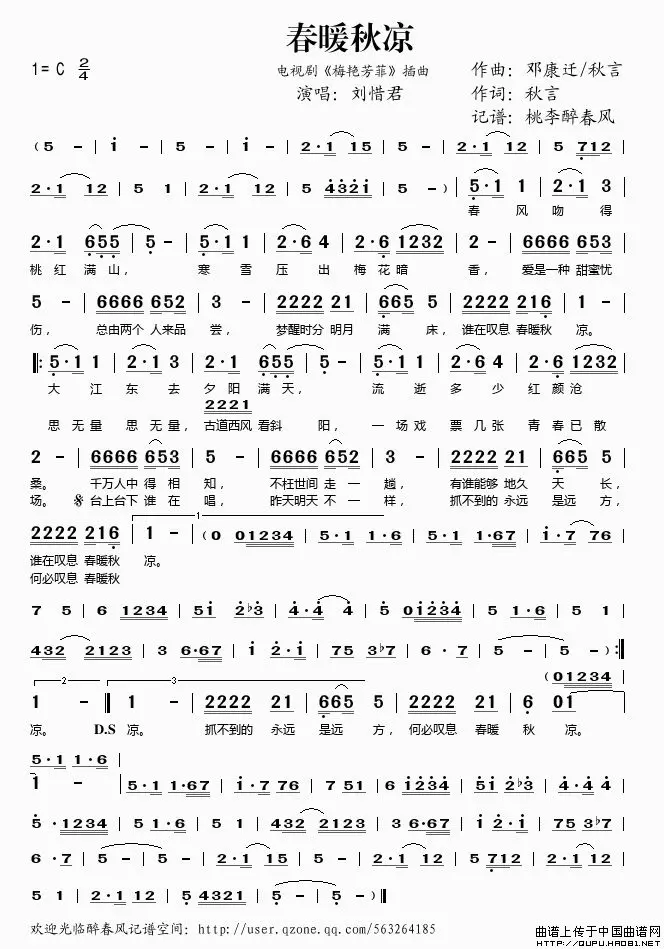 春暖秋凉
1= C 2/4
电视剧《梅艳芳菲》插曲
作曲：邓康迁/秋言
演唱：刘惜君
作词：秋言
记谱：桃李醉春风
( 5 - | i - | 5 - | i - | 2·1 15 | 5 - | 2·1 12 | 5 712 |
2·1 12 | 5 1 | 2·1 12 | 5 4321 | 5 - ) | 5·1 1 | 2·1 3 |
春 风 吻 得
2·1 655 | 5 - | 5·1 1 | 2·6 4 | 2·6 1232 | 2 - | 6666 653 |
桃 红 满 山， 寒 雪 压 出 梅 花 暗 香， 爱是一种 甜蜜忧
5 - | 6666 652 | 3 - | 2222 21 | 665 5 | 2222 216 | 1 - |
伤， 总由两个 人来品 尝， 梦醒时分 明月 满 床， 谁在叹息 春暖秋 凉。
‖: 5·1 1 | 2·1 3 | 2·1 655 | 5 - | 5·1 1 | 2·6 4 | 2·6 1232 |
大 江 东 去 夕 阳 满 天， 流 逝 多 少 红 颜 沧
2221
思 无 量 思 无 量， 古道西风 看斜 阳， 一 场 戏 票 几 张 青 春 已 散
2 - | 6666 653 | 5 - | 6666 652 | 3 - | 2222 21 | 665 5 |
桑。 千万人中 得 相 知， 不枉世间 走 一 趟， 有谁能够 地久 天 长，
场。 𝄋 台上台下 谁 在 唱， 昨天明天 不 一 样， 抓不到的 永远 是远 方，
1
2222 216 | 1 - | (0 01234 | 5·1 1·6 | 5·1 1·67 | i·7 76 |
谁在叹息 春暖秋 凉。
何必叹息 春暖秋
7 5 | 6 1234 | 5i 2♭3 | 4·4 4 | 5 01234 | 5 1·6 | 5 1 |
432 2123 | 3 6·67 | i 2·i | 75 3♭7 | 6·7 | 5 - | 5 - ) :‖
2 3 (01234
1 - ‖ 1 - | 2222 21 | 665 5 | 2222 21 | 6 01 |
凉。 D.S 凉。 抓不到的 永远 是远 方， 何必叹息 春暖 秋 凉。
5·1 1·6
1 - | 5·1 1·67 | i·7 76 | 7 51 | 6 1234 | 5i 2♭3 | 4·4 4 |
5·1234 | 5 1·6 | 5 1 | 432 2123 | 3 6·67 | i 2·i | 75 3♭7 |
6·7 | 5 - | 5 - | 2·1 15 | 5 - | 2·1 12 | 5 712 | 2·1 12 |
5 1 | 2·1 12 | 5 4321 | 5 - | 5 - ) ‖
欢迎光临醉春风记谱空间：http://user.qzone.qq.com/563264185
曲谱上传于中国曲谱网
HTTP://QUPU.HAO81.NET